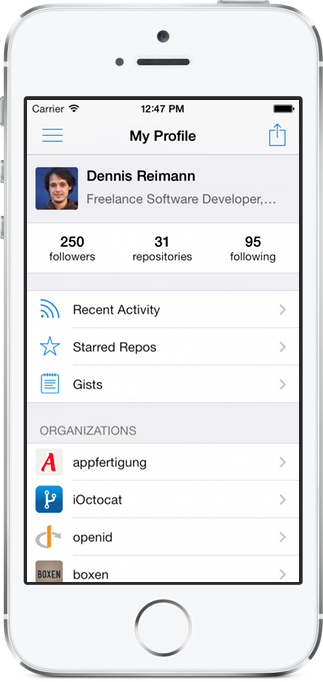 Carrier 12:47 PM
My Profile
Dennis Reimann
Freelance Software Developer,...
250 31 95
followers repositories following
Recent Activity
Starred Repos
Gists
ORGANIZATIONS
A appfertigung
iOctocat
openid
BOXEN boxen